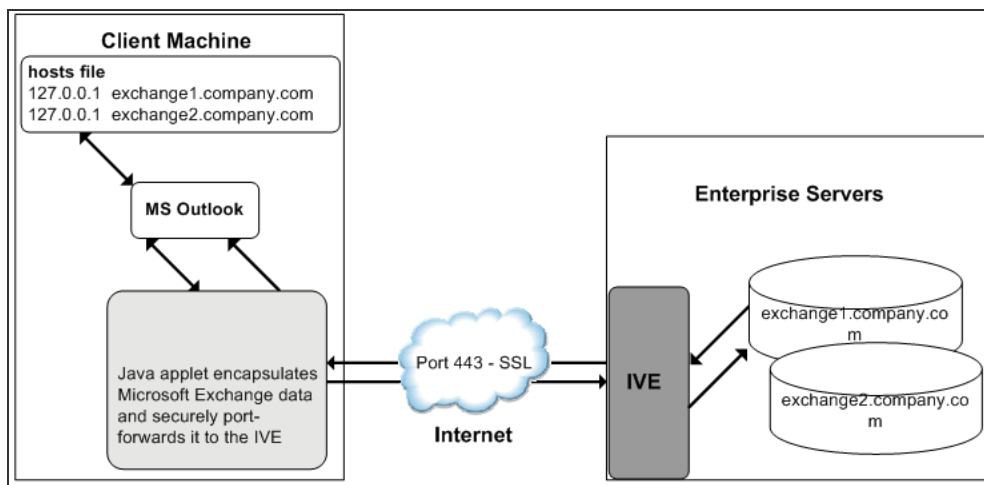 Client Machine
hosts file
127.0.0.1 exchange1.company.com
127.0.0.1 exchange2.company.com
MS Outlook
Java applet encapsulates
Microsoft Exchange data
and securely port-
forwards it to the IVE
Port 443 - SSL
Internet
Enterprise Servers
IVE
exchange1.company.co
m
exchange2.company.co
m